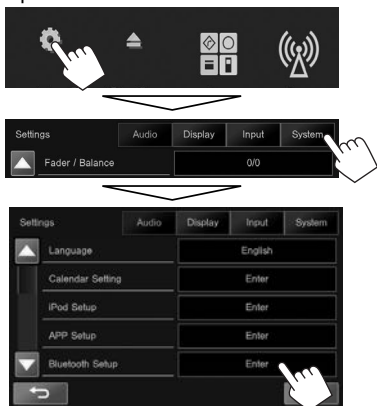 Settings Audio Display Input System
Fader / Balance 0/0
Settings Audio Display Input System
Language English
Calendar Setting Enter
iPod Setup Enter
APP Setup Enter
Bluetooth Setup Enter